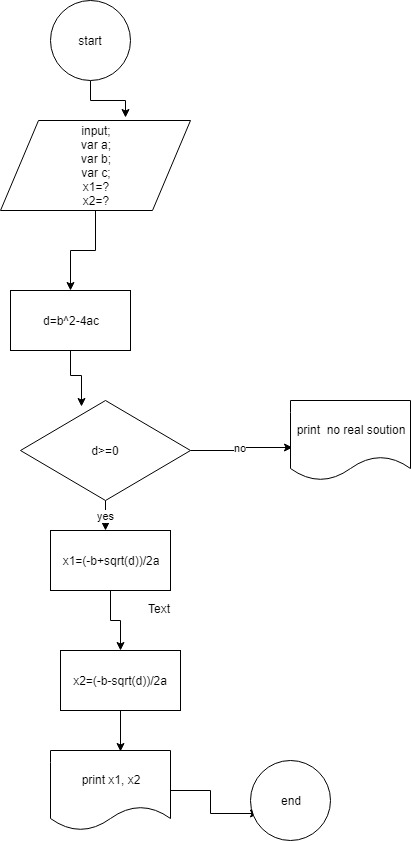 start
input;
var a;
var b;
var c;
x1=?
x2=?
d=b^2-4ac
d>=0
no
print no real soution
yes
x1=(-b+sqrt(d))/2a
Text
x2=(-b-sqrt(d))/2a
print x1, x2
end